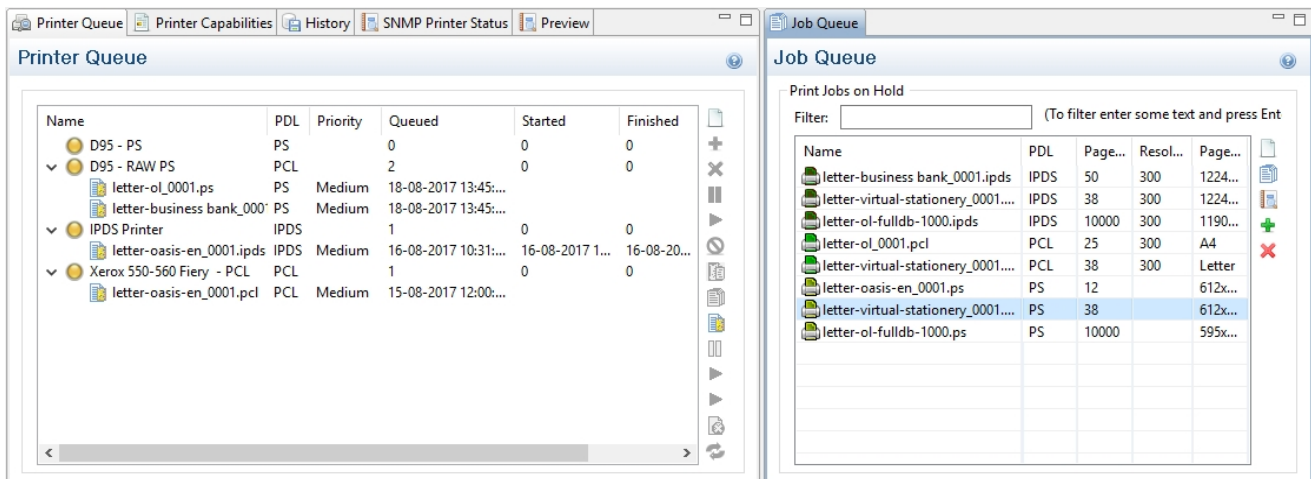 Printer Queue Printer Capabilities History SNMP Printer Status Preview
Printer Queue
Name PDL Priority Queued Started Finished
D95 - PS PS 0 0 0
D95 - RAW PS PCL 2 0 0
letter-ol_0001.ps PS Medium 18-08-2017 13:45:...
letter-business bank_000 PS Medium 18-08-2017 13:45:...
IPDS Printer IPDS 1 0 0
letter-oasis-en_0001.ipds IPDS Medium 16-08-2017 10:31:... 16-08-2017 1... 16-08-20...
Xerox 550-560 Fiery - PCL PCL 1 0 0
letter-oasis-en_0001.pcl PCL Medium 15-08-2017 12:00:...
Job Queue
Job Queue
Print Jobs on Hold
Filter: (To filter enter some text and press Ent
Name PDL Page... Resol... Page...
letter-business bank_0001.ipds IPDS 50 300 1224...
letter-virtual-stationery_0001.... IPDS 38 300 1224...
letter-ol-fulldb-1000.ipds IPDS 10000 300 1190...
letter-ol_0001.pcl PCL 25 300 A4
letter-virtual-stationery_0001.... PCL 38 300 Letter
letter-oasis-en_0001.ps PS 12 612x...
letter-virtual-stationery_0001.... PS 38 612x...
letter-ol-fulldb-1000.ps PS 10000 595x...